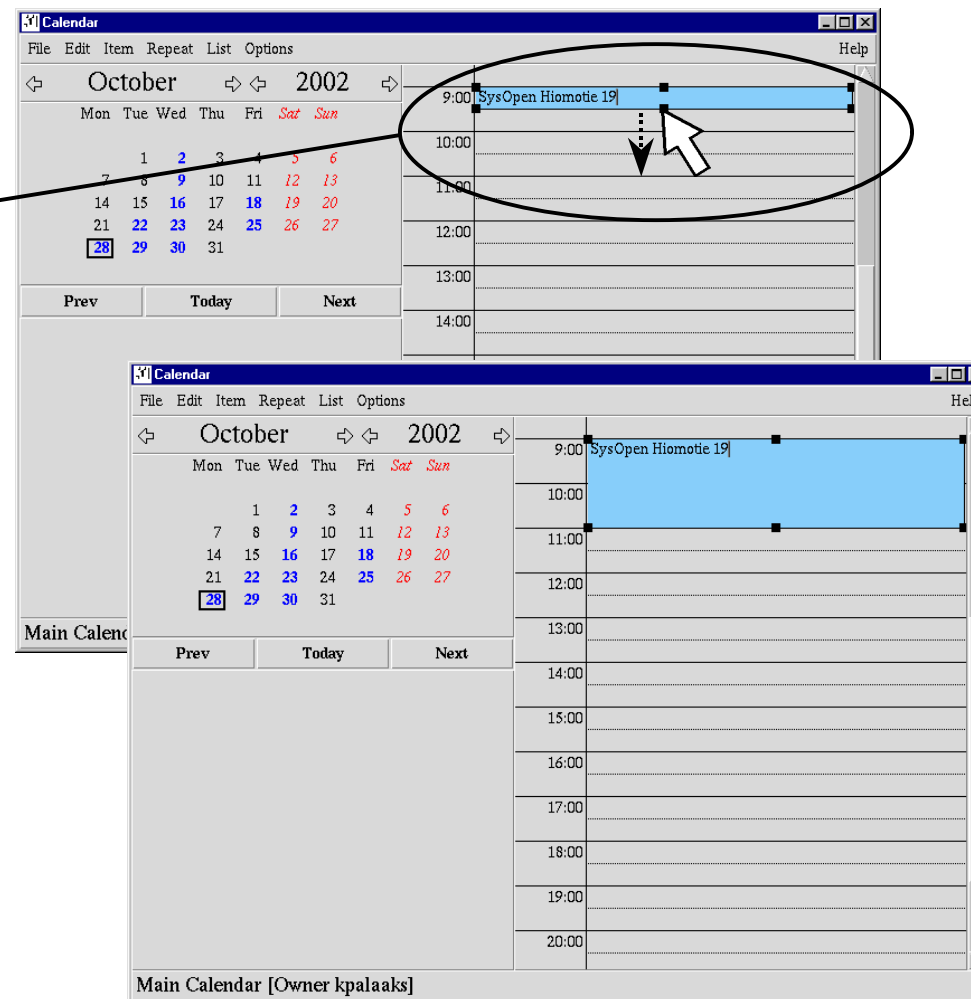 Calendar
File Edit Item Repeat List Options Help
October 2002
Mon Tue Wed Thu Fri Sat Sun
1 2 3 4 5 6
7 8 9 10 11 12 13
14 15 16 17 18 19 20
21 22 23 24 25 26 27
28 29 30 31
Prev Today Next
9:00 SysOpen Hiomotie 19
10:00
11:00
12:00
13:00
14:00
Main Calend
Calendar
File Edit Item Repeat List Options Hel
October 2002
Mon Tue Wed Thu Fri Sat Sun
1 2 3 4 5 6
7 8 9 10 11 12 13
14 15 16 17 18 19 20
21 22 23 24 25 26 27
28 29 30 31
Prev Today Next
9:00 SysOpen Hiomotie 19
10:00
11:00
12:00
13:00
14:00
15:00
16:00
17:00
18:00
19:00
20:00
Main Calendar [Owner kpalaaks]